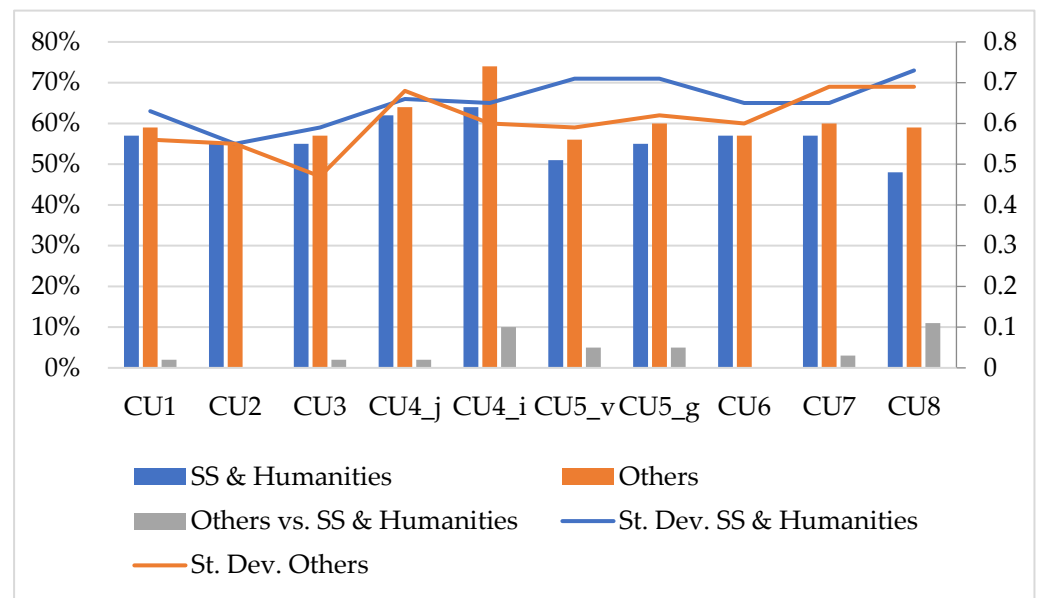 80% 0.8
70% 0.7
60% 0.6
50% 0.5
40% 0.4
30% 0.3
20% 0.2
10% 0.1
0% 0
CU1 CU2 CU3 CU4_j CU4_i CU5_v CU5_g CU6 CU7 CU8
SS & Humanities Others
Others vs. SS & Humanities St. Dev. SS & Humanities
St. Dev. Others